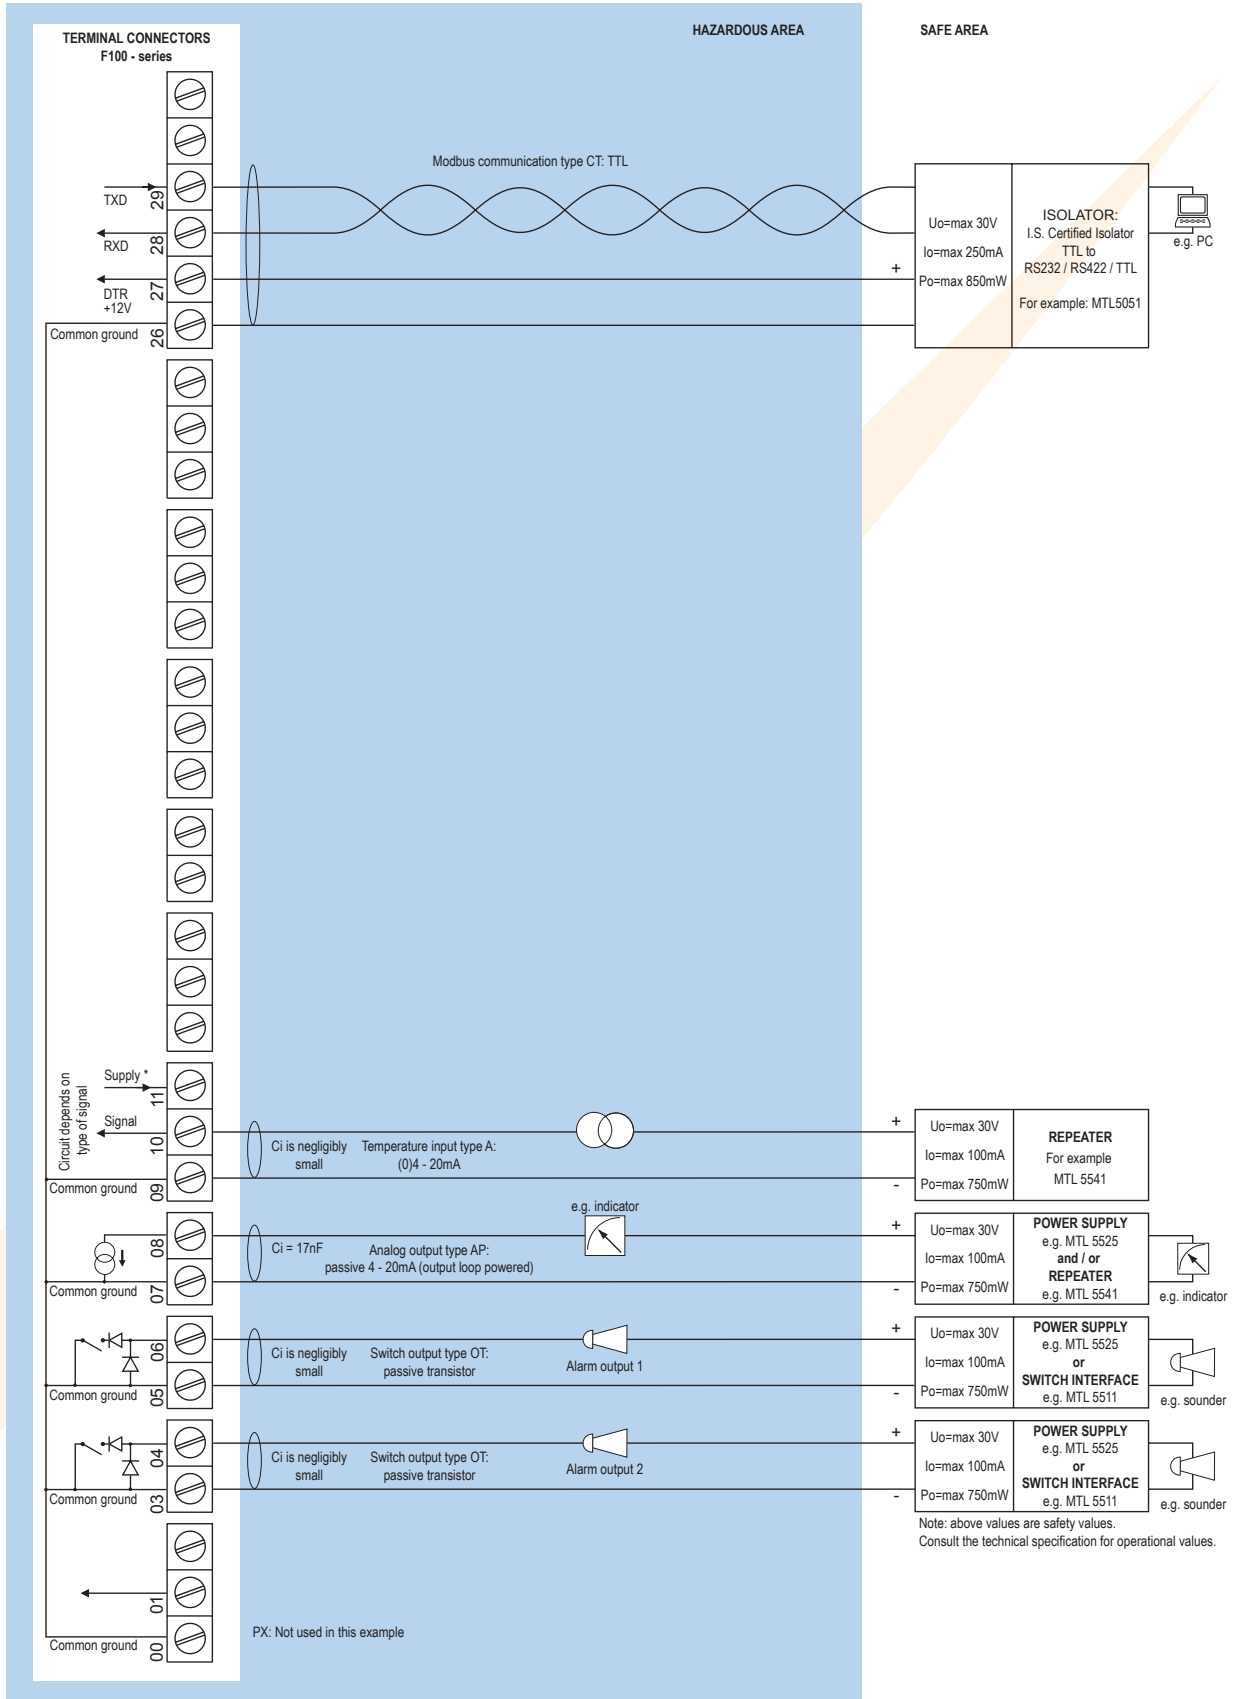 TERMINAL CONNECTORS
F100 - series
HAZARDOUS AREA
SAFE AREA
Modbus communication type CT: TTL
TXD
29
RXD
28
DTR
+12V
27
Common ground
26
+
Uo=max 30V
Io=max 250mA
Po=max 850mW
ISOLATOR:
I.S. Certified Isolator
TTL to
RS232 / RS422 / TTL
For example: MTL5051
e.g. PC
Circuit depends on
type of signal
Supply *
11
Signal
10
Common ground
09
Ci is negligibly
small
Temperature input type A:
(0)4 - 20mA
+
-
Uo=max 30V
Io=max 100mA
Po=max 750mW
REPEATER
For example
MTL 5541
08
Common ground
07
Ci = 17nF
Analog output type AP:
passive 4 - 20mA (output loop powered)
e.g. indicator
+
-
Uo=max 30V
Io=max 100mA
Po=max 750mW
POWER SUPPLY
e.g. MTL 5525
and / or
REPEATER
e.g. MTL 5541
e.g. indicator
06
Common ground
05
Ci is negligibly
small
Switch output type OT:
passive transistor
Alarm output 1
+
-
Uo=max 30V
Io=max 100mA
Po=max 750mW
POWER SUPPLY
e.g. MTL 5525
or
SWITCH INTERFACE
e.g. MTL 5511
e.g. sounder
04
Common ground
03
Ci is negligibly
small
Switch output type OT:
passive transistor
Alarm output 2
+
-
Uo=max 30V
Io=max 100mA
Po=max 750mW
POWER SUPPLY
e.g. MTL 5525
or
SWITCH INTERFACE
e.g. MTL 5511
e.g. sounder
Note: above values are safety values.
Consult the technical specification for operational values.
01
Common ground
00
PX: Not used in this example